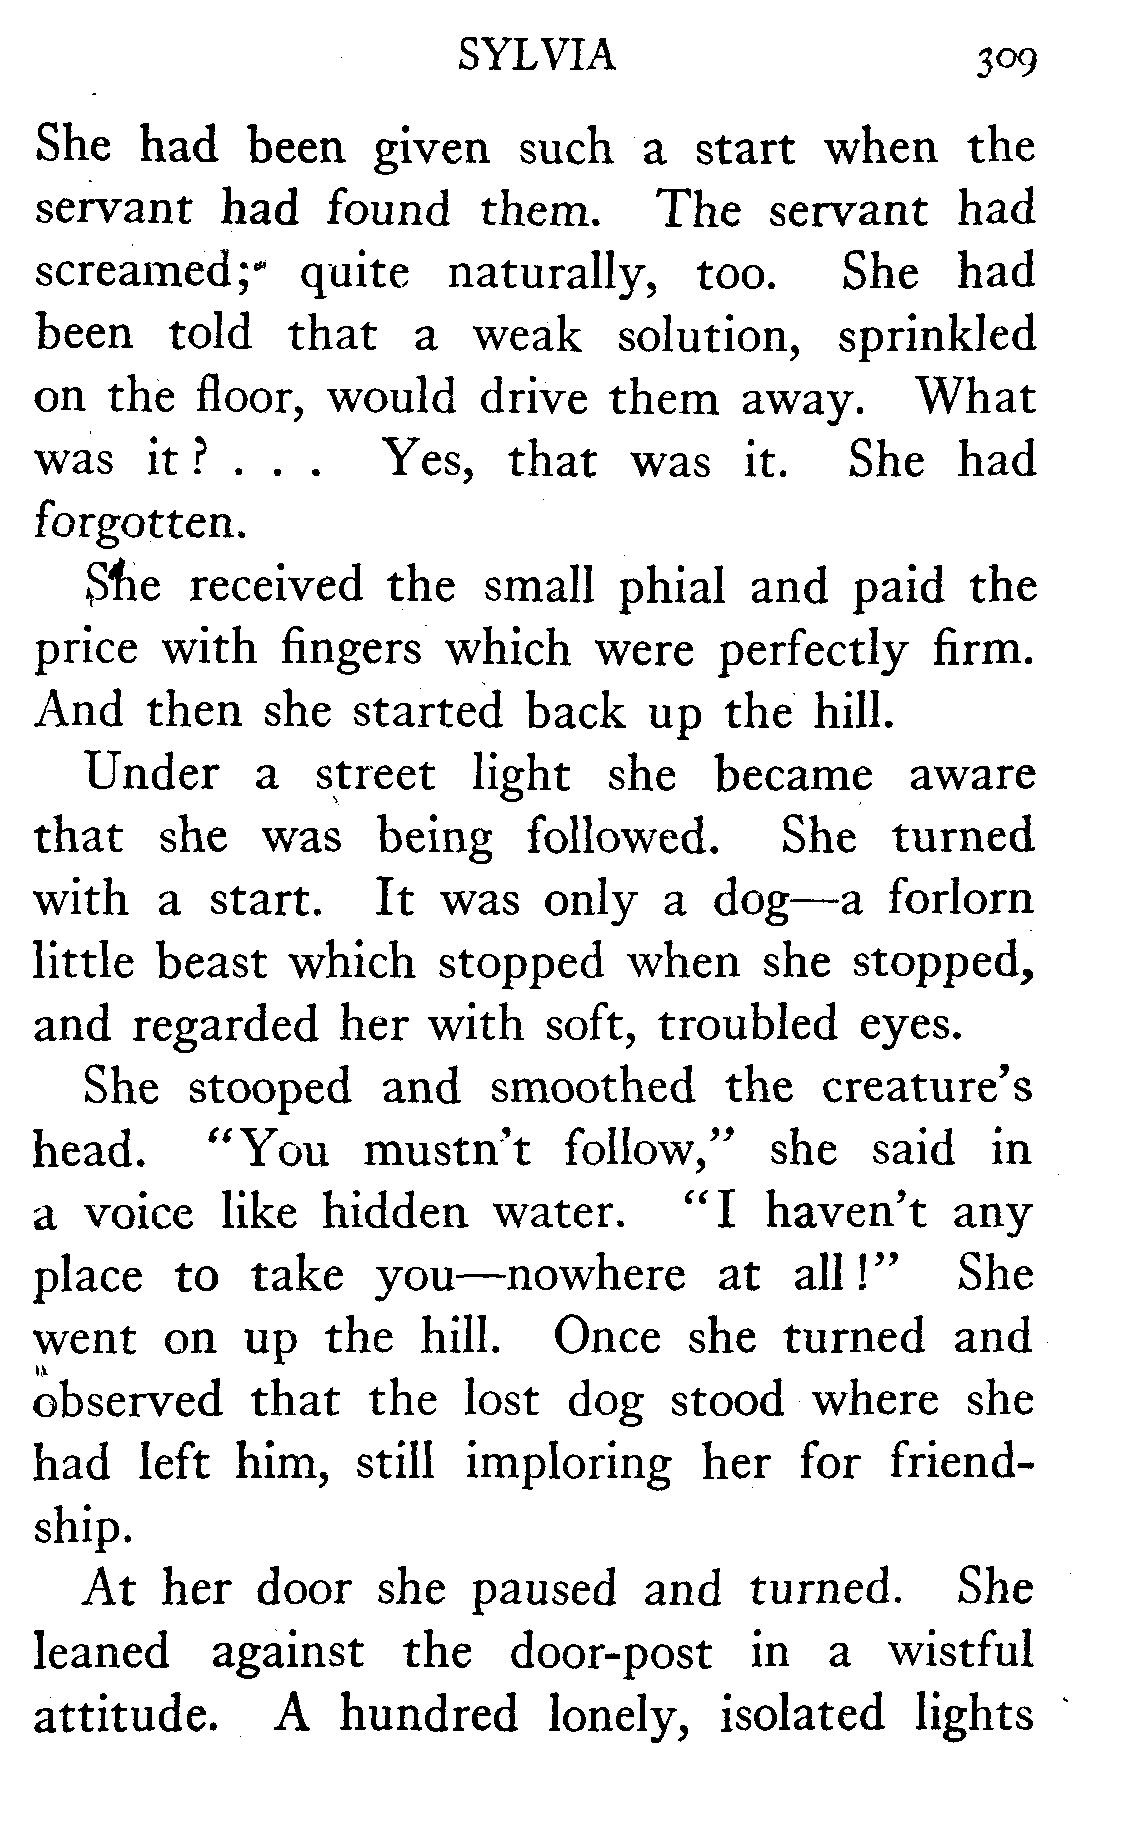 SYLVIA 309
She had been given such a start when the
servant had found them. The servant had
screamed; quite naturally, too. She had
been told that a weak solution, sprinkled
on the floor, would drive them away. What
was it? . . . Yes, that was it. She had
forgotten.
She received the small phial and paid the
price with fingers which were perfectly firm.
And then she started back up the hill.
Under a street light she became aware
that she was being followed. She turned
with a start. It was only a dog—a forlorn
little beast which stopped when she stopped,
and regarded her with soft, troubled eyes.
She stooped and smoothed the creature's
head. "You mustn't follow," she said in
a voice like hidden water. "I haven't any
place to take you—nowhere at all!" She
went on up the hill. Once she turned and
observed that the lost dog stood where she
had left him, still imploring her for friend-
ship.
At her door she paused and turned. She
leaned against the door-post in a wistful
attitude. A hundred lonely, isolated lights